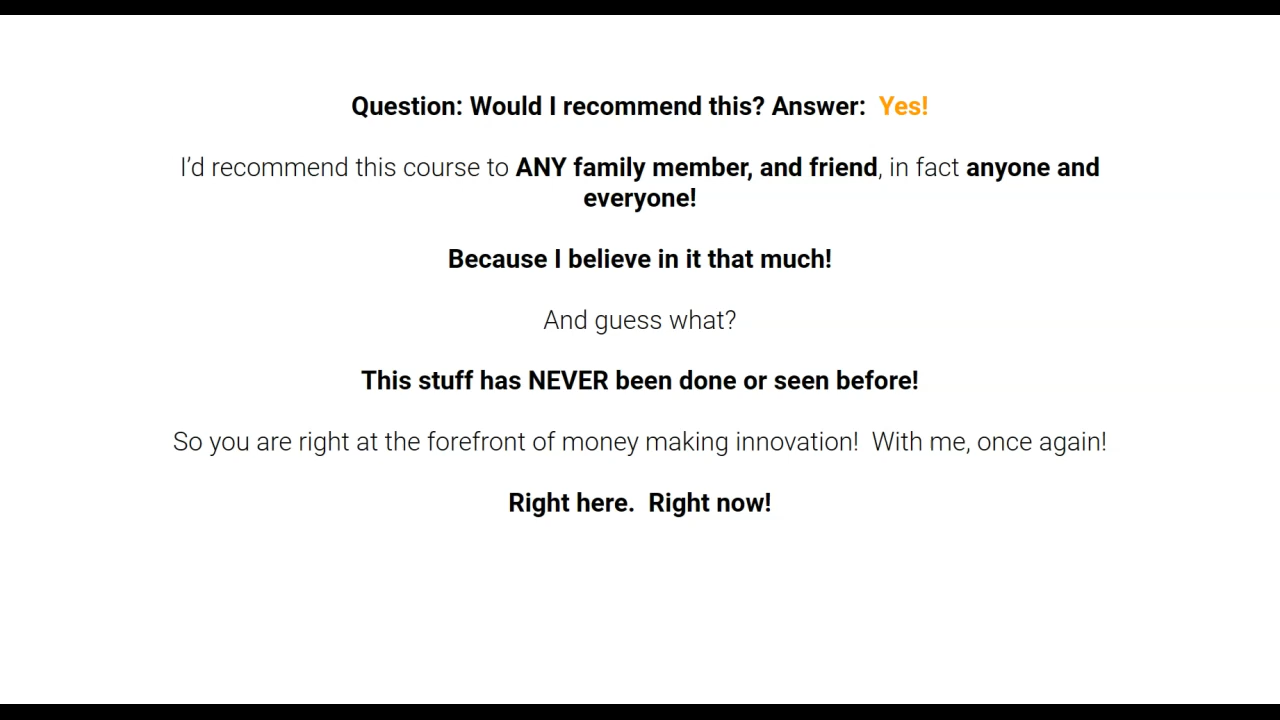 Question: Would I recommend this? Answer:  Yes!
I’d recommend this course to ANY family member, and friend, in fact anyone and
everyone!
Because I believe in it that much!
And guess what?
This stuff has NEVER been done or seen before!
So you are right at the forefront of money making innovation!  With me, once again!
Right here.  Right now!